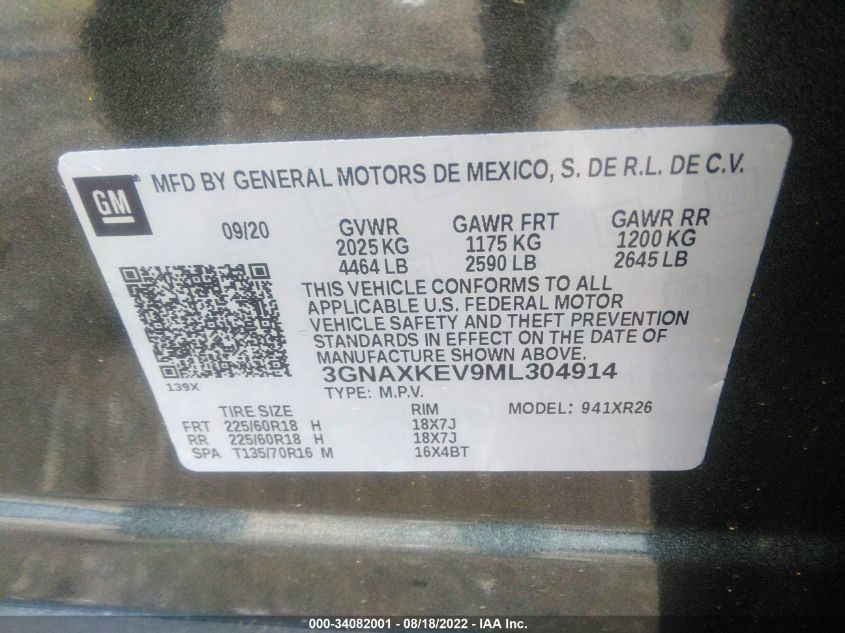 GM MFD BY GENERAL MOTORS DE MEXICO, S. DE R.L. DE C.V.
09/20 GVWR GAWR FRT GAWR RR
2025 KG 1175 KG 1200 KG
4464 LB 2590 LB 2645 LB
THIS VEHICLE CONFORMS TO ALL
APPLICABLE U.S. FEDERAL MOTOR
VEHICLE SAFETY AND THEFT PREVENTION
STANDARDS IN EFFECT ON THE DATE OF
MANUFACTURE SHOWN ABOVE.
139X 3GNAXKEV9ML304914
TYPE: M.P.V.
TIRE SIZE RIM MODEL: 941XR26
FRT 225/60R18 H 18X7J
RR 225/60R18 H 18X7J
SPA T135/70R16 M 16X4BT
000-34082001 - 08/18/2022 - IAA Inc.